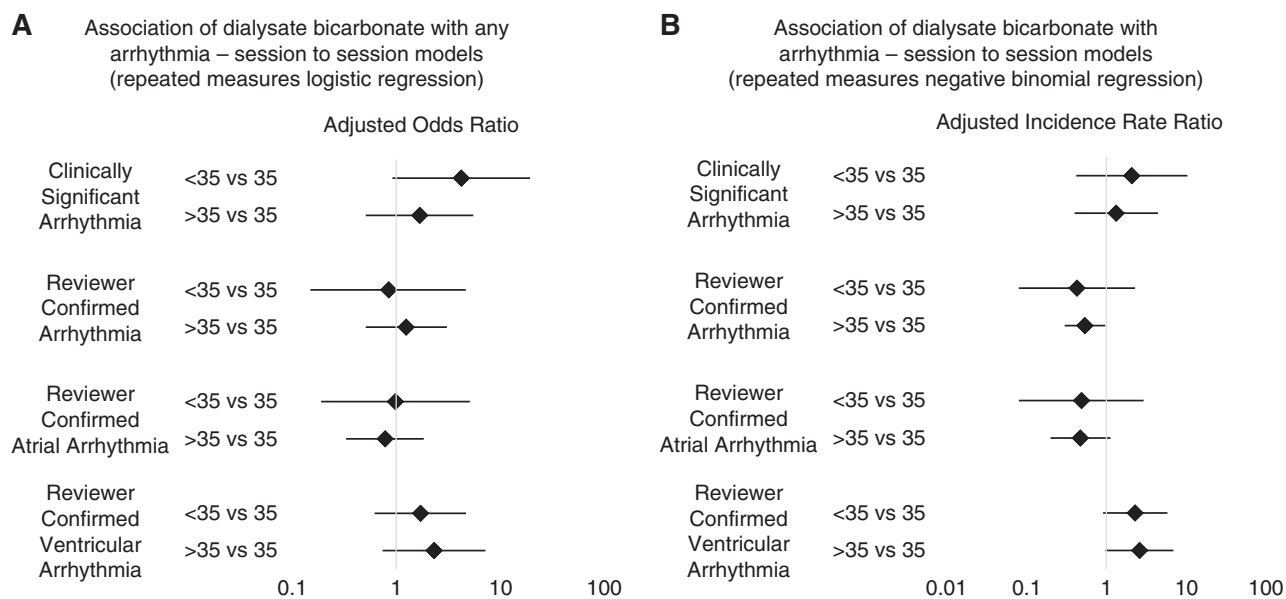 A
Association of dialysate bicarbonate with any
arrhythmia – session to session models
(repeated measures logistic regression)
Adjusted Odds Ratio
Clinically
Significant
Arrhythmia
<35 vs 35
>35 vs 35
Reviewer
Confirmed
Arrhythmia
<35 vs 35
>35 vs 35
Reviewer
Confirmed
Atrial Arrhythmia
<35 vs 35
>35 vs 35
Reviewer
Confirmed
Ventricular
Arrhythmia
<35 vs 35
>35 vs 35
0.1 1 10 100
B
Association of dialysate bicarbonate with
arrhythmia – session to session models
(repeated measures negative binomial regression)
Adjusted Incidence Rate Ratio
Clinically
Significant
Arrhythmia
<35 vs 35
>35 vs 35
Reviewer
Confirmed
Arrhythmia
<35 vs 35
>35 vs 35
Reviewer
Confirmed
Atrial Arrhythmia
<35 vs 35
>35 vs 35
Reviewer
Confirmed
Ventricular
Arrhythmia
<35 vs 35
>35 vs 35
0.01 0.1 1 10 100